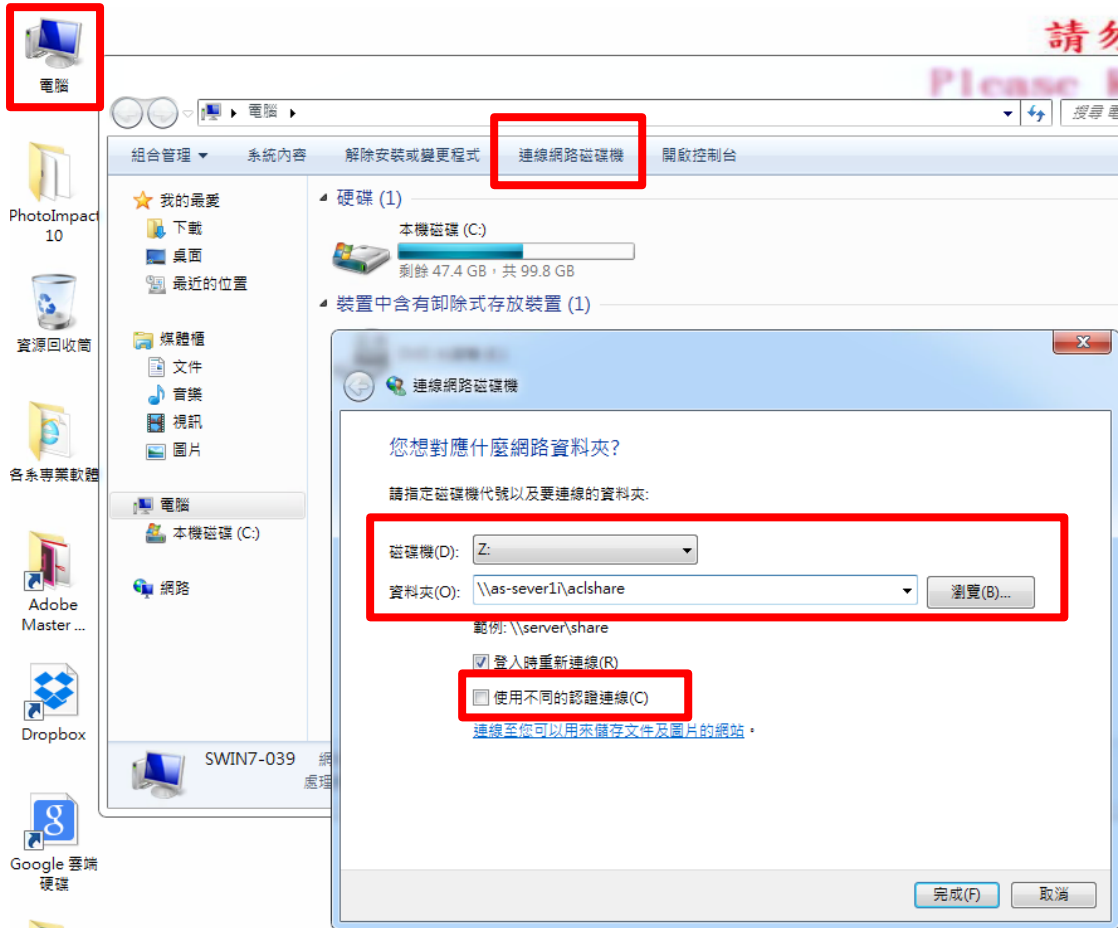 電腦
PhotoImpact
10
資源回收筒
各系專業軟體
Adobe
Master ...
Dropbox
Google 雲端
硬碟
請勿
Please
電腦
搜尋 電
組合管理
系統內容
解除安裝或變更程式
連線網路磁碟機
開啟控制台
我的最愛
下載
桌面
最近的位置
媒體櫃
文件
音樂
視訊
圖片
電腦
本機磁碟 (C:)
網路
硬碟 (1)
本機磁碟 (C:)
剩餘 47.4 GB，共 99.8 GB
裝置中含有卸除式存放裝置 (1)
SWIN7-039
網
處理
連線網路磁碟機
您想對應什麼網路資料夾?
請指定磁碟機代號以及要連線的資料夾:
磁碟機(D): Z:
資料夾(O): \\as-sever1i\aclshare 瀏覽(B)...
範例: \\server\share
登入時重新連線(R)
使用不同的認證連線(C)
連線至您可以用來儲存文件及圖片的網站。
完成(F) 取消